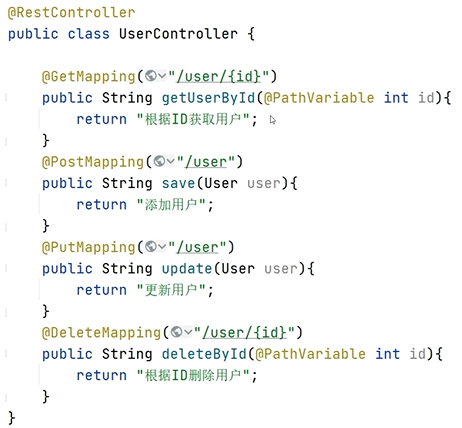 @RestController
public class UserController {
@GetMapping("/user/{id}")
public String getUserById(@PathVariable int id){
return "根据ID获取用户";
}
@PostMapping("/user")
public String save(User user){
return "添加用户";
}
@PutMapping("/user")
public String update(User user){
return "更新用户";
}
@DeleteMapping("/user/{id}")
public String deleteById(@PathVariable int id){
return "根据ID删除用户";
}
}